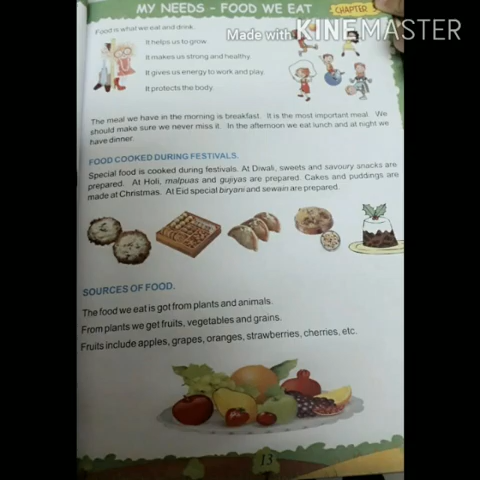 MY NEEDS - FOOD WE EAT
CHAPTER
Made with KINEMASTER
Food is what we eat and drink.
It helps us to grow
It makes us strong and healthy.
It gives us energy to work and play.
It protects the body.
The meal we have in the morning is breakfast. It is the most important meal. We
should make sure we never miss it. In the afternoon we eat lunch and at night we
have dinner.
FOOD COOKED DURING FESTIVALS.
Special food is cooked during festivals. At Diwali, sweets and savoury snacks are
prepared. At Holi, malpuas and gujiyas are prepared. Cakes and puddings are
made at Christmas. At Eid special biryani and sewain are prepared.
SOURCES OF FOOD.
The food we eat is got from plants and animals.
From plants we get fruits, vegetables and grains.
Fruits include apples, grapes, oranges, strawberries, cherries, etc.
13